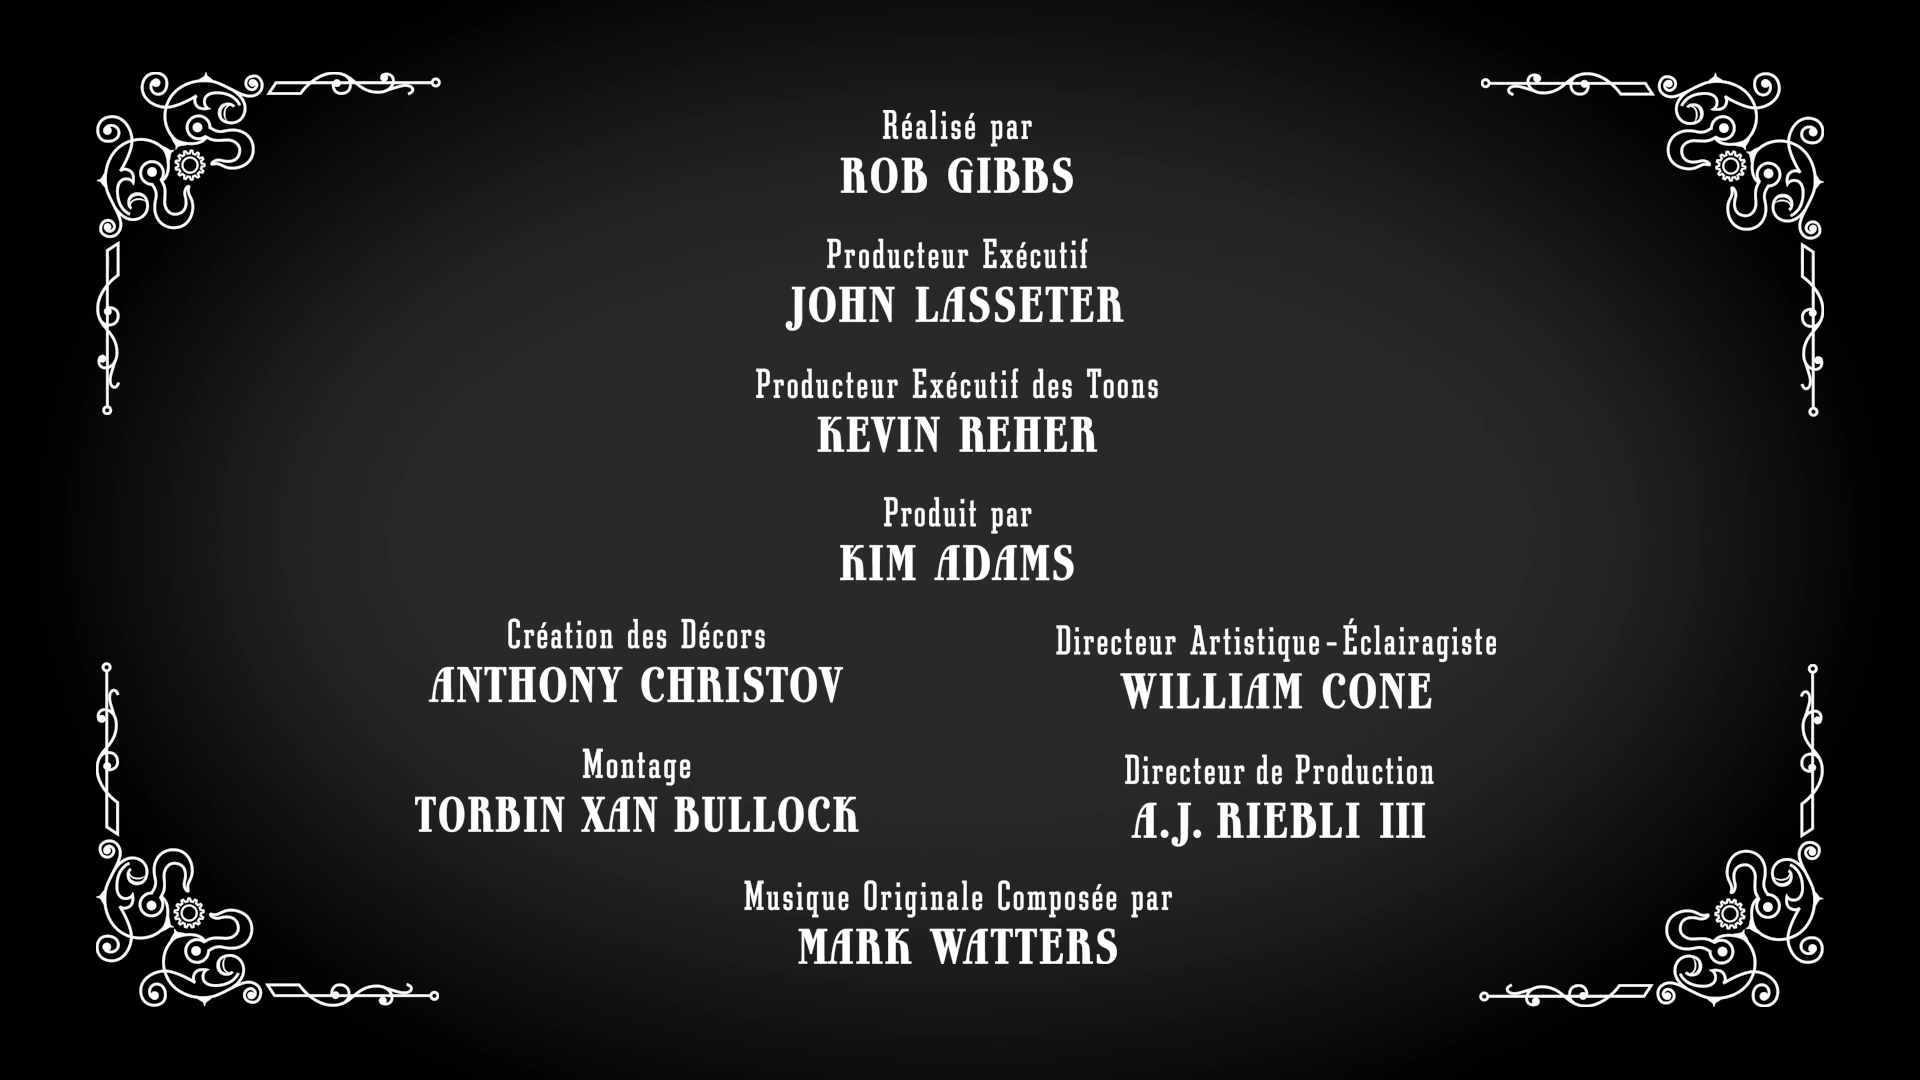 Réalisé par
ROB GIBBS
Producteur Exécutif
JOHN LASSETER
Producteur Exécutif des Toons
KEVIN REHER
Produit par
KIM ADAMS
Création des Décors
ANTHONY CHRISTOV
Directeur Artistique-Éclairagiste
WILLIAM CONE
Montage
TORBIN XAN BULLOCK
Directeur de Production
A.J. RIEBLI III
Musique Originale Composée par
MARK WATTERS